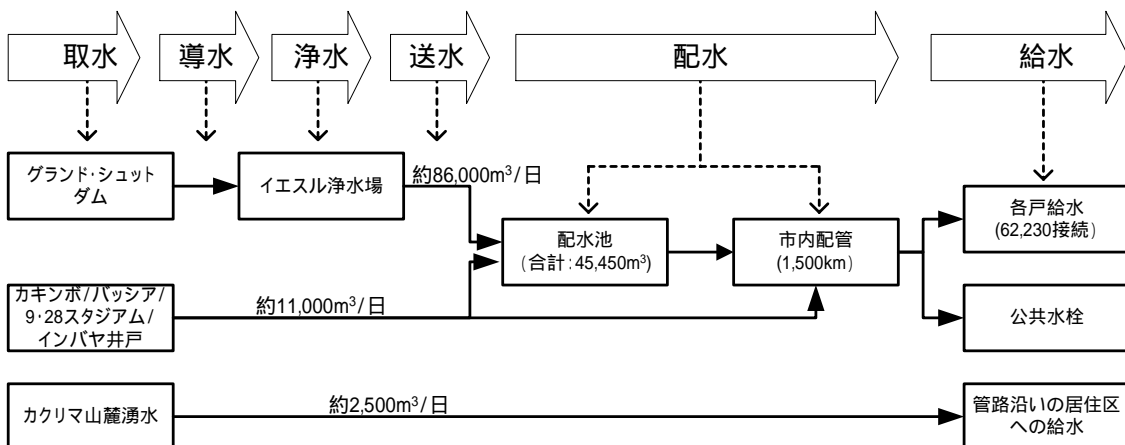 取水
導水
浄水
送水
配水
給水
グランド・シュット
ダム
イエスル浄水場
約86,000m³/日
配水池
(合計:45,450m³)
市内配管
(1,500km)
各戸給水
(62,230接続)
カキンボ/バッシア/
9・28スタジアム/
インバヤ井戸
約11,000m³/日
公共水栓
カクリマ山麓湧水
約2,500m³/日
管路沿いの居住区
への給水